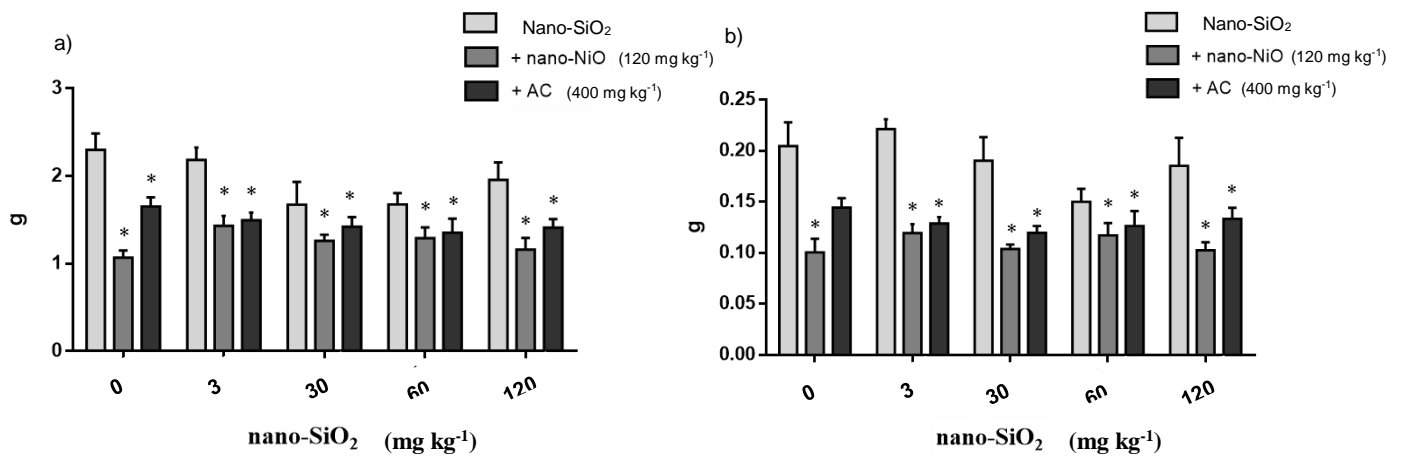 a)
Nano-SiO₂
+ nano-NiO (120 mg kg⁻¹)
+ AC (400 mg kg⁻¹)
3
2
1
0
g
* * * * * * * * * *
0 3 30 60 120
nano-SiO₂ (mg kg⁻¹)
b)
Nano-SiO₂
+ nano-NiO (120 mg kg⁻¹)
+ AC (400 mg kg⁻¹)
0.25
0.20
0.15
0.10
0.05
0.00
g
* * * * * * * * *
0 3 30 60 120
nano-SiO₂ (mg kg⁻¹)